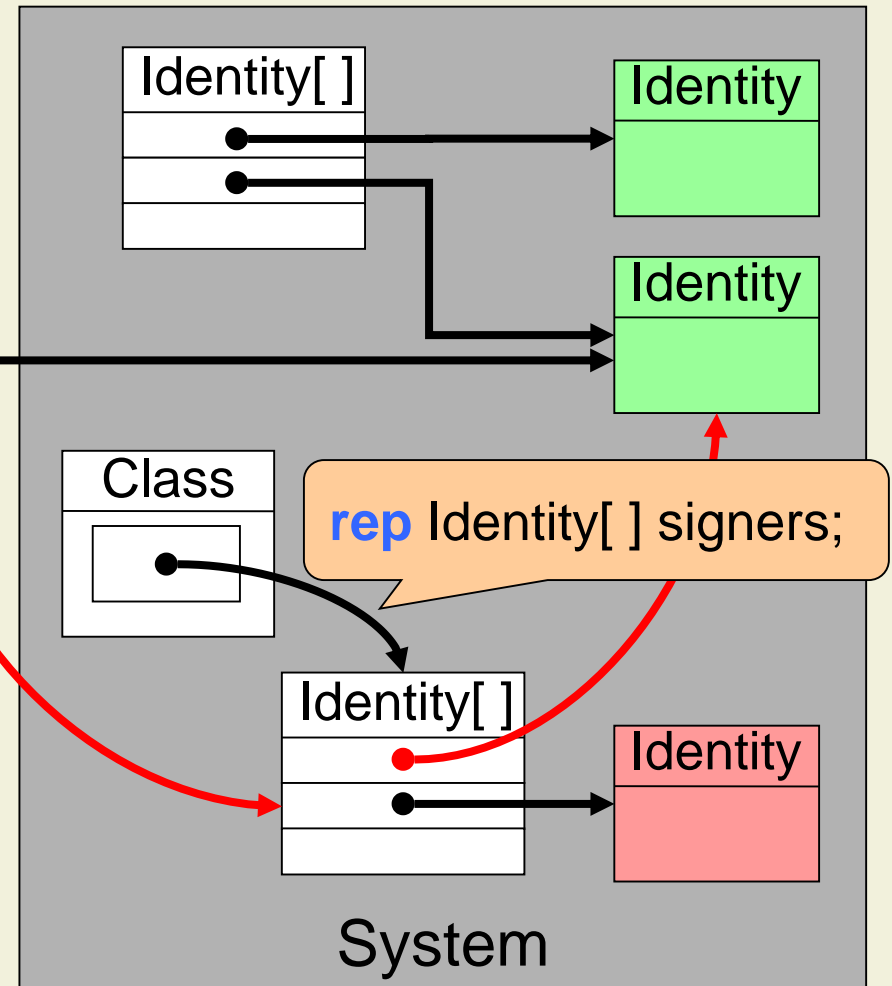 Identity[ ]
Identity
Identity
Class
rep Identity[ ] signers;
Identity[ ]
Identity
System